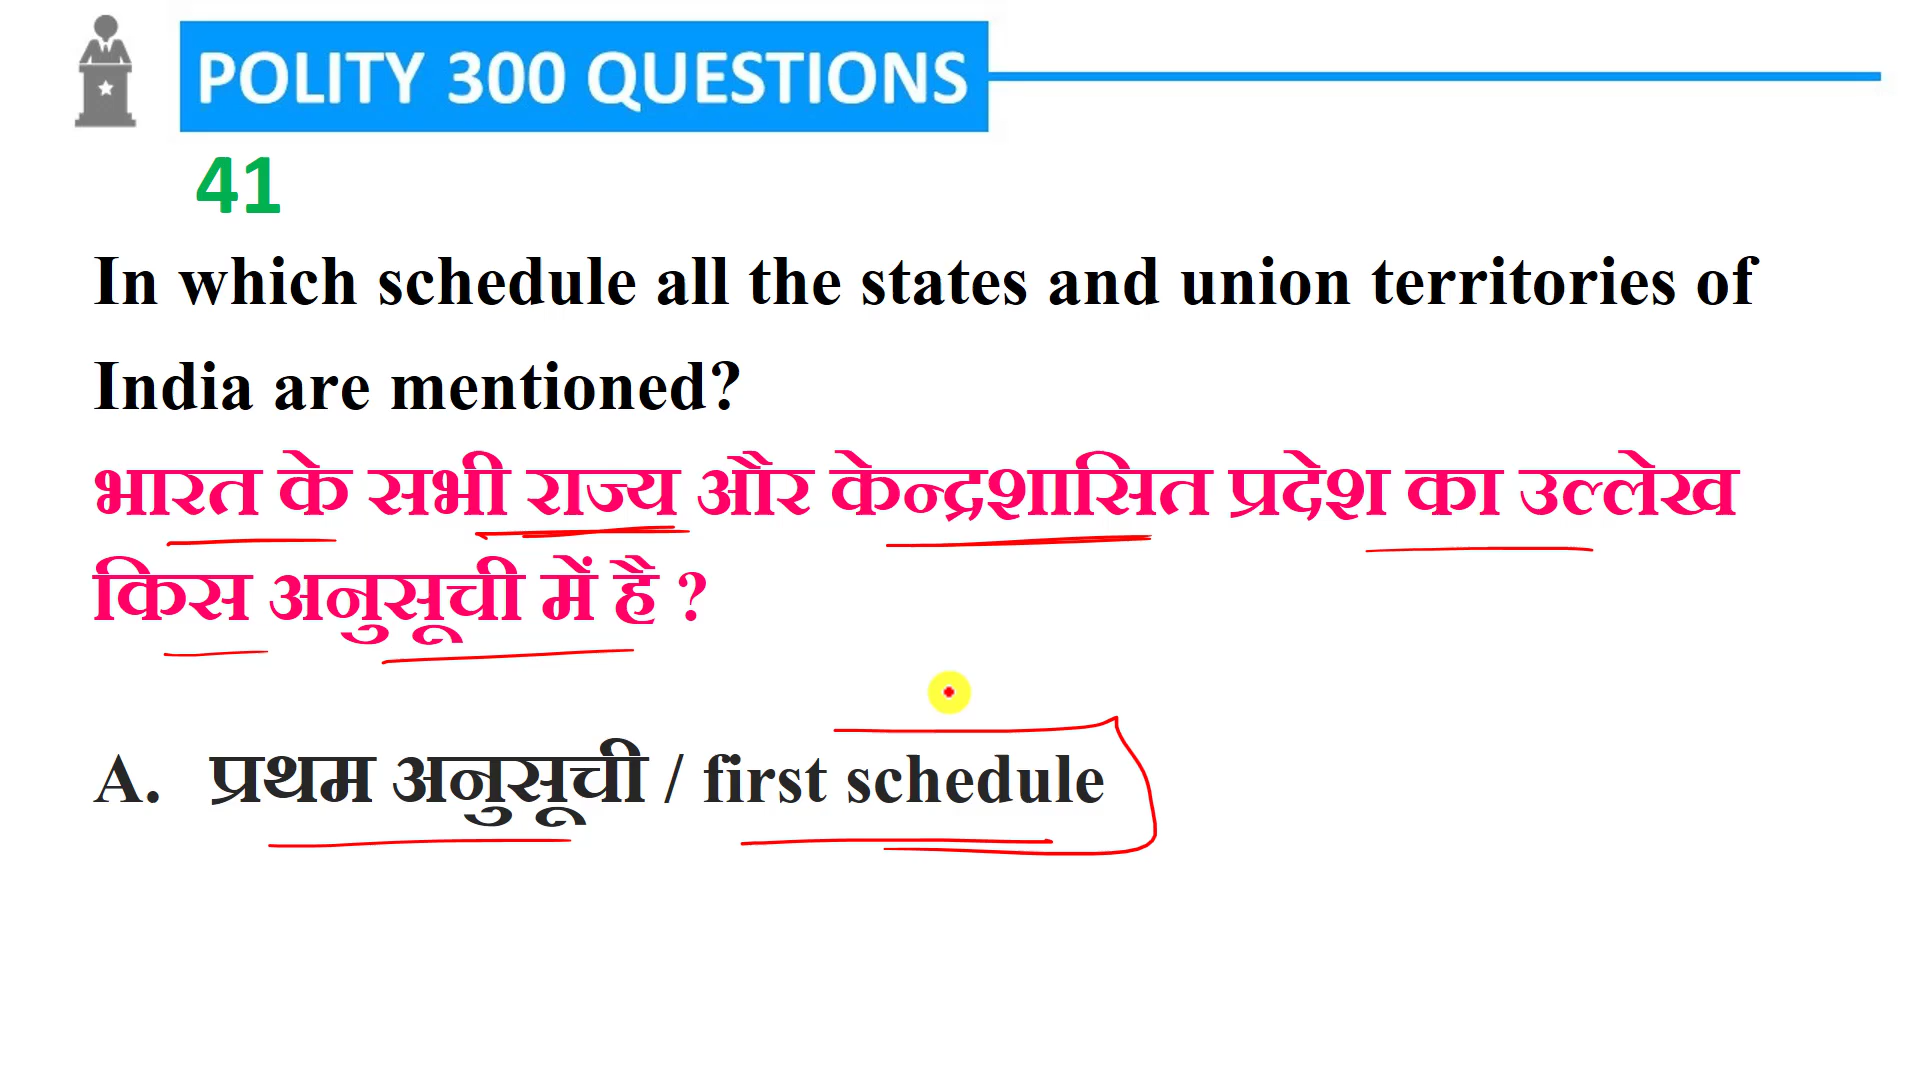 POLITY 300 QUESTIONS
41
In which schedule all the states and union territories of
India are mentioned?
भारत के सभी राज्य और केन्द्रशासित प्रदेश का उल्लेख
किस अनुसूची में है ?
A. प्रथम अनुसूची / first schedule